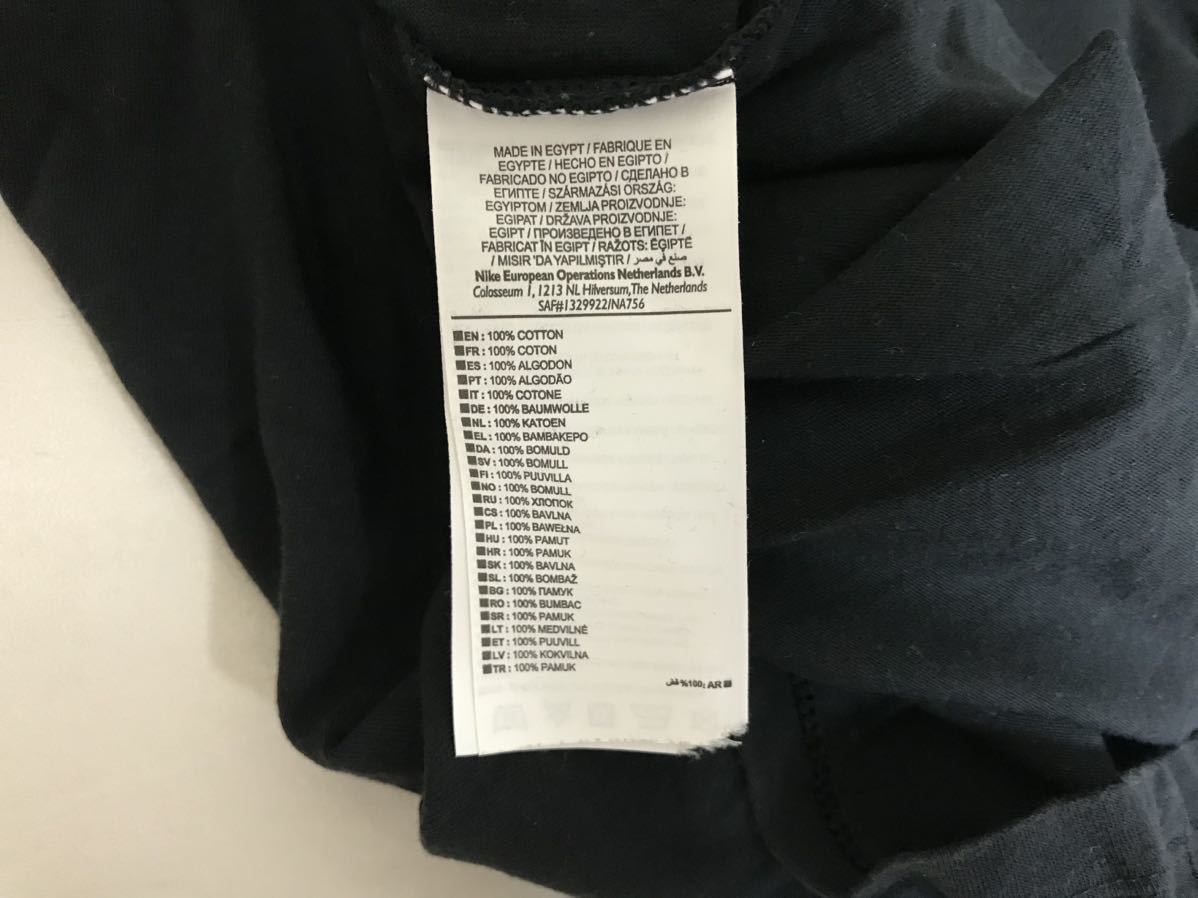 MADE IN EGYPT / FABRIQUE EN
EGYPTE / HECHO EN EGIPTO /
FABRICADO NO EGIPTO / СДЕЛАНО В
ЕГИПТЕ / SZÁRMAZÁSI ORSZÁG:
EGYIPTOM / ZEMLJA PROIZVODNJE:
EGIPAT / DRŽAVA PROIZVODNJE:
EGIPT / ПРОИЗВЕДЕНО В ЕГИПЕТ /
FABRICAT ÎN EGIPT / RAŽOTS: ĒĢIPTĒ
/ MISIR 'DA YAPILMIŞTIR / صنع في مصر
Nike European Operations Netherlands B.V.
Colosseum 1, 1213 NL Hilversum, The Netherlands
SAF#1329922/NA756
EN : 100% COTTON
FR : 100% COTON
ES : 100% ALGODON
PT : 100% ALGODÃO
IT : 100% COTONE
DE : 100% BAUMWOLLE
NL : 100% KATOEN
EL : 100% ΒΑΜΒΑΚΕΡΟ
DA : 100% BOMULD
SV : 100% BOMULL
FI : 100% PUUVILLA
NO : 100% BOMULL
RU : 100% ХЛОПОК
CS : 100% BAVLNA
PL : 100% BAWEŁNA
HU : 100% PAMUT
HR : 100% PAMUK
SK : 100% BAVLNA
SL : 100% BOMBAŽ
BG : 100% ПАМУК
RO : 100% BUMBAC
SR : 100% PAMUK
LT : 100% MEDVILNĖ
ET : 100% PUUVILL
LV : 100% KOKVILNA
TR : 100% PAMUK
AR :100% قطن